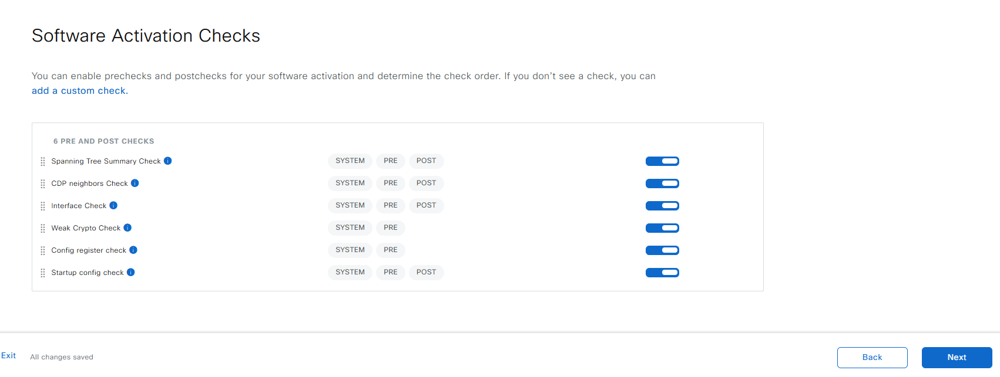 Software Activation Checks
You can enable prechecks and postchecks for your software activation and determine the check order. If you don't see a check, you can
add a custom check.
6 PRE AND POST CHECKS
Spanning Tree Summary Check i SYSTEM PRE POST
CDP neighbors Check i SYSTEM PRE POST
Interface Check i SYSTEM PRE POST
Weak Crypto Check i SYSTEM PRE
Config register check i SYSTEM PRE
Startup config check i SYSTEM PRE POST
Exit All changes saved Back Next